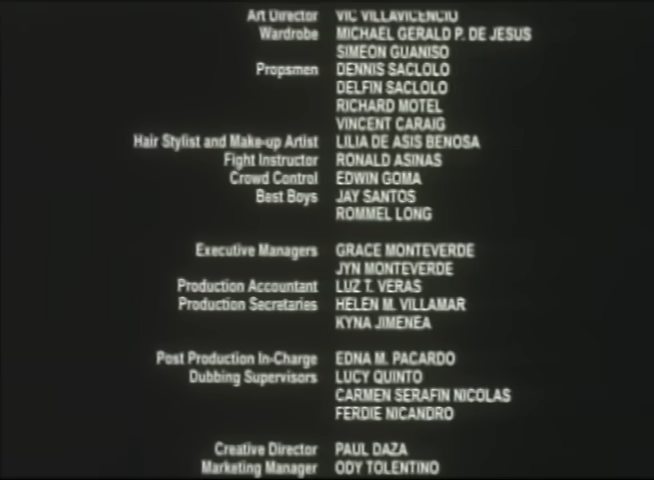 Art Director VIC VILLAVICENCIO
Wardrobe MICHAEL GERALD P. DE JESUS
SIMEON GUANISO
Propsmen DENNIS SACLOLO
DELFIN SACLOLO
RICHARD MOTEL
VINCENT CARAIG
Hair Stylist and Make-up Artist LILIA DE ASIS BENOSA
Fight Instructor RONALD ASINAS
Crowd Control EDWIN GOMA
Best Boys JAY SANTOS
ROMMEL LONG
Executive Managers GRACE MONTEVERDE
JYN MONTEVERDE
Production Accountant LUZ T. VERAS
Production Secretaries HELEN M. VILLAMAR
KYNA JIMENEA
Post Production In-Charge EDNA M. PACARDO
Dubbing Supervisors LUCY QUINTO
CARMEN SERAFIN NICOLAS
FERDIE NICANDRO
Creative Director PAUL DAZA
Marketing Manager ODY TOLENTINO